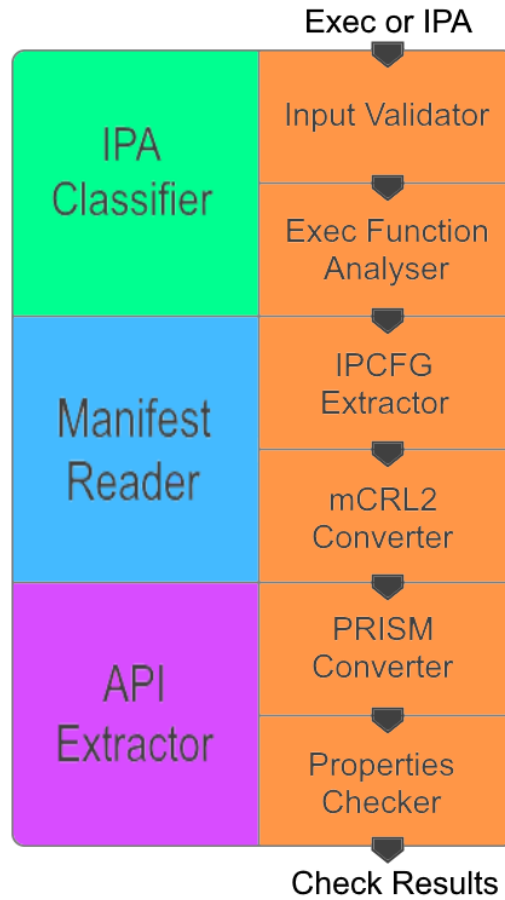 Exec or IPA
IPA
Classifier
Manifest
Reader
API
Extractor
Input Validator
Exec Function
Analyser
IPCFG
Extractor
mCRL2
Converter
PRISM
Converter
Properties
Checker
Check Results